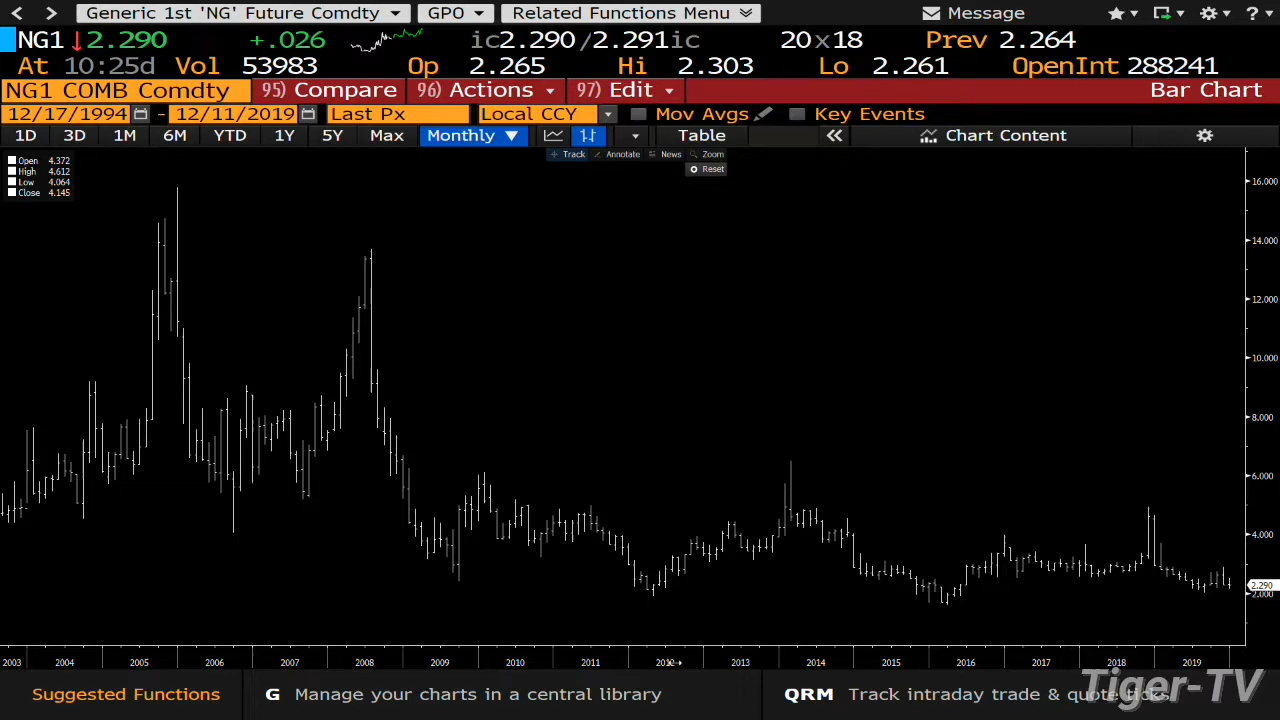 Generic 1st 'NG' Future Comdty GPO Related Functions Menu Message ?
NG1 ↓2.290 +.026 ic2.290/2.291ic 20x18 Prev 2.264
At 10:25d Vol 53983 Op 2.265 Hi 2.303 Lo 2.261 OpenInt 288241
NG1 COMB Comdty 95) Compare 96) Actions 97) Edit Bar Chart
12/17/1994 - 12/11/2019 Last Px Local CCY Mov Avgs Key Events
1D 3D 1M 6M YTD 1Y 5Y Max Monthly ▼ Table « Chart Content
Track Annotate News Zoom
Reset
Open 4.372
High 4.612
Low 4.064
Close 4.145
16.000
14.000
12.000
10.000
8.000
6.000
4.000
2.290
2.000
2003 2004 2005 2006 2007 2008 2009 2010 2011 2012 2013 2014 2015 2016 2017 2018 2019
Suggested Functions G Manage your charts in a central library QRM Track intraday trade & quote ticks
Tiger-TV